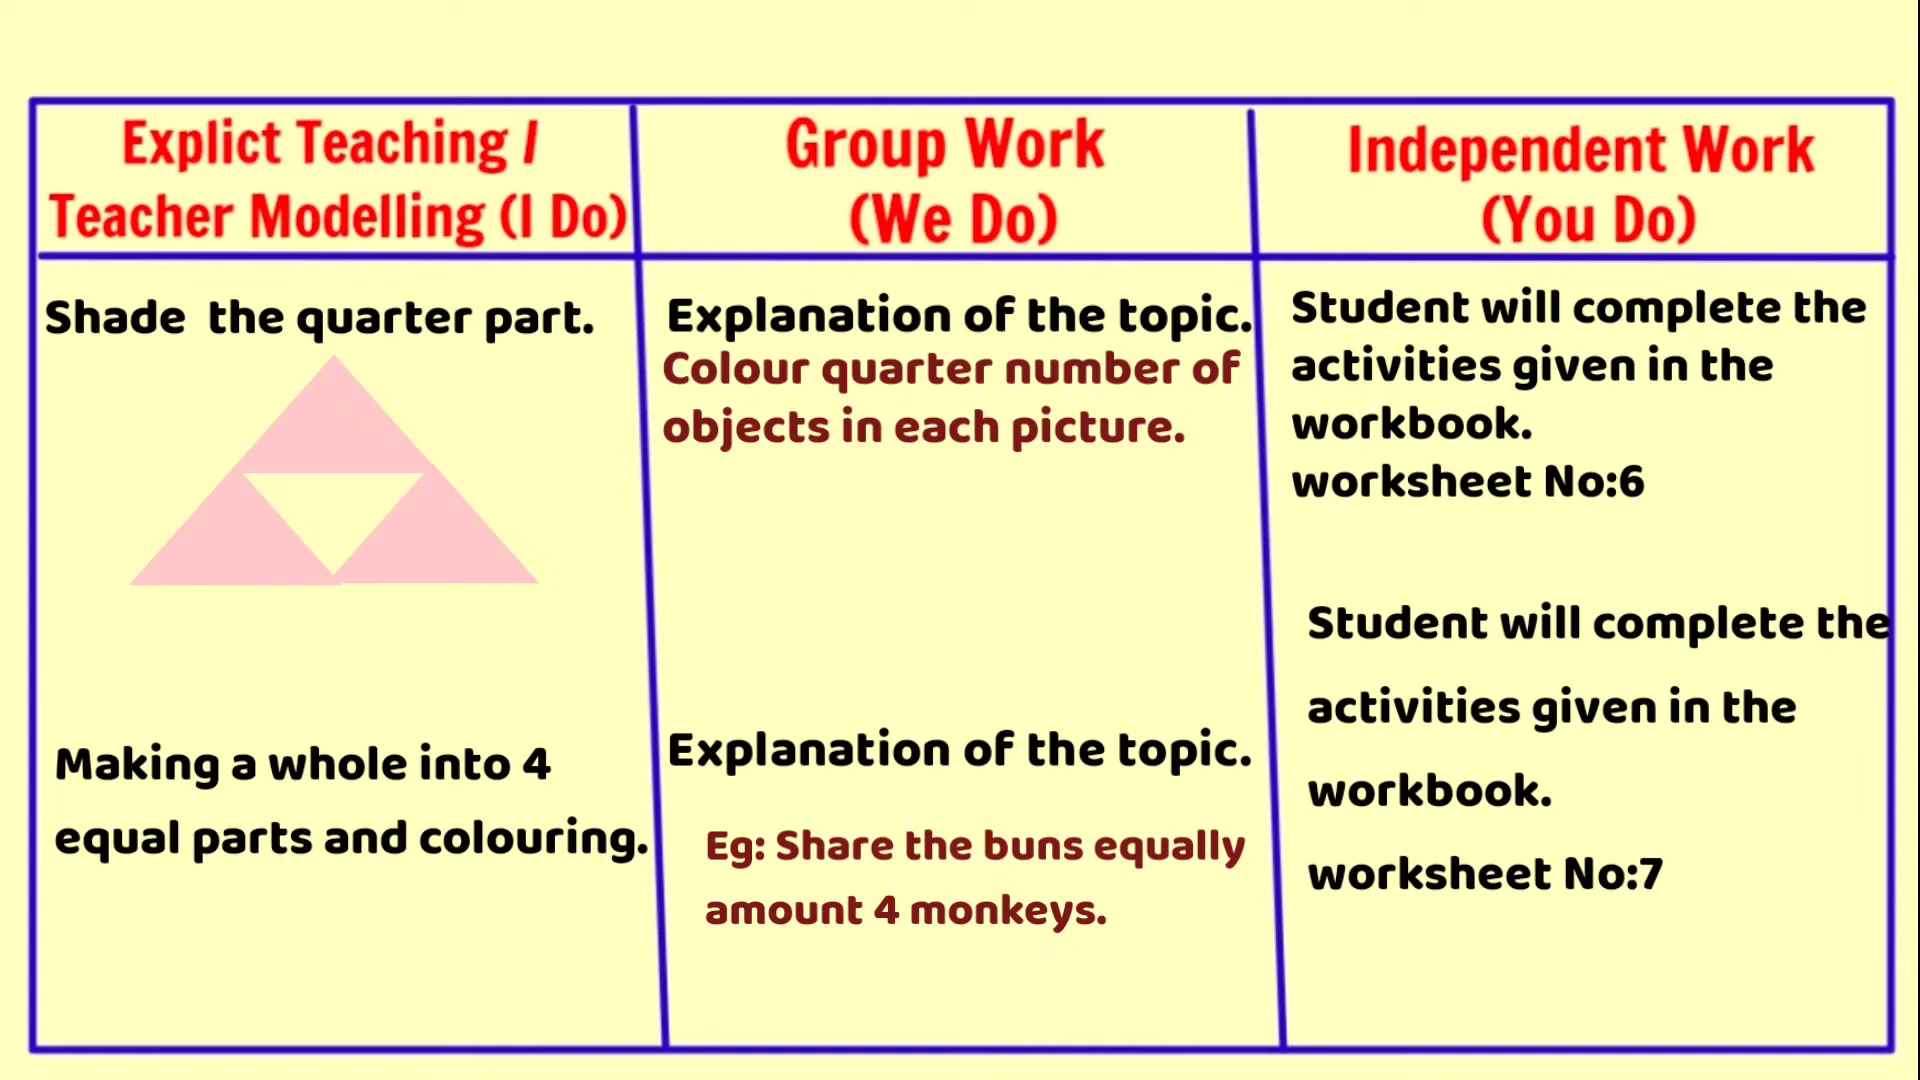 Explict Teaching /
Teacher Modelling (I Do)
Group Work
(We Do)
Independent Work
(You Do)
Shade the quarter part.
Making a whole into 4
equal parts and colouring.
Explanation of the topic.
Colour quarter number of
objects in each picture.
Explanation of the topic.
Eg: Share the buns equally
amount 4 monkeys.
Student will complete the
activities given in the
workbook.
worksheet No:6
Student will complete the
activities given in the
workbook.
worksheet No:7